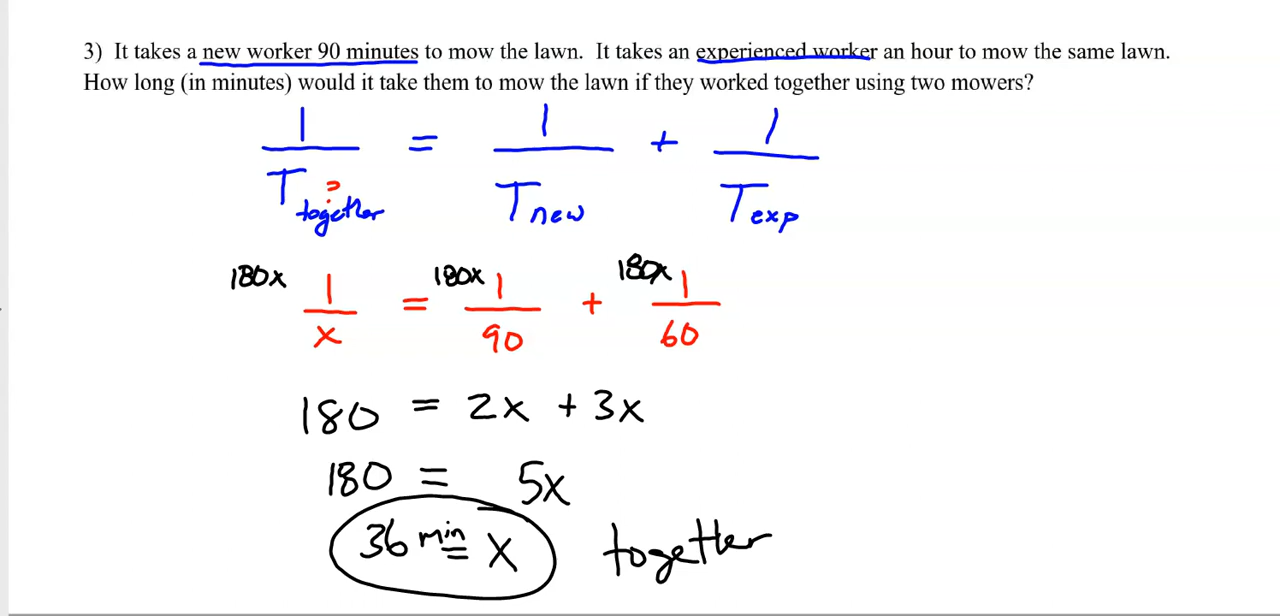 3) It takes a new worker 90 minutes to mow the lawn. It takes an experienced worker an hour to mow the same lawn.
How long (in minutes) would it take them to mow the lawn if they worked together using two mowers?
1/T together = 1/T new + 1/T exp
180x 1/x = 180x 1/90 + 180x 1/60
180 = 2x + 3x
180 = 5x
36 min = x together